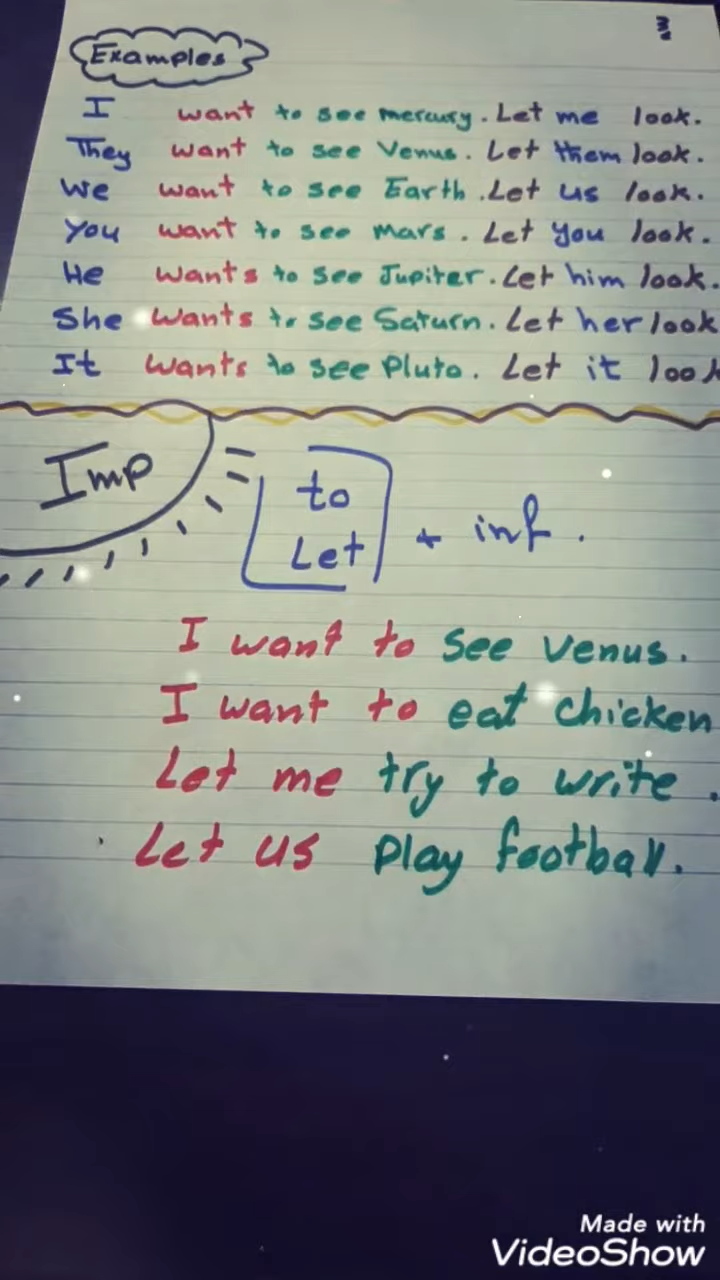 Examples
I want to see mercury. Let me look.
They want to see Venus. Let them look.
We want to see Earth. Let us look.
You want to see Mars. Let you look.
He wants to see Jupiter. Let him look.
She wants to see Saturn. Let her look
It wants to see Pluto. Let it look
Imp
to
Let + inf.
I want to see Venus.
I want to eat chicken
Let me try to write.
Let us play football.
Made with
VideoShow